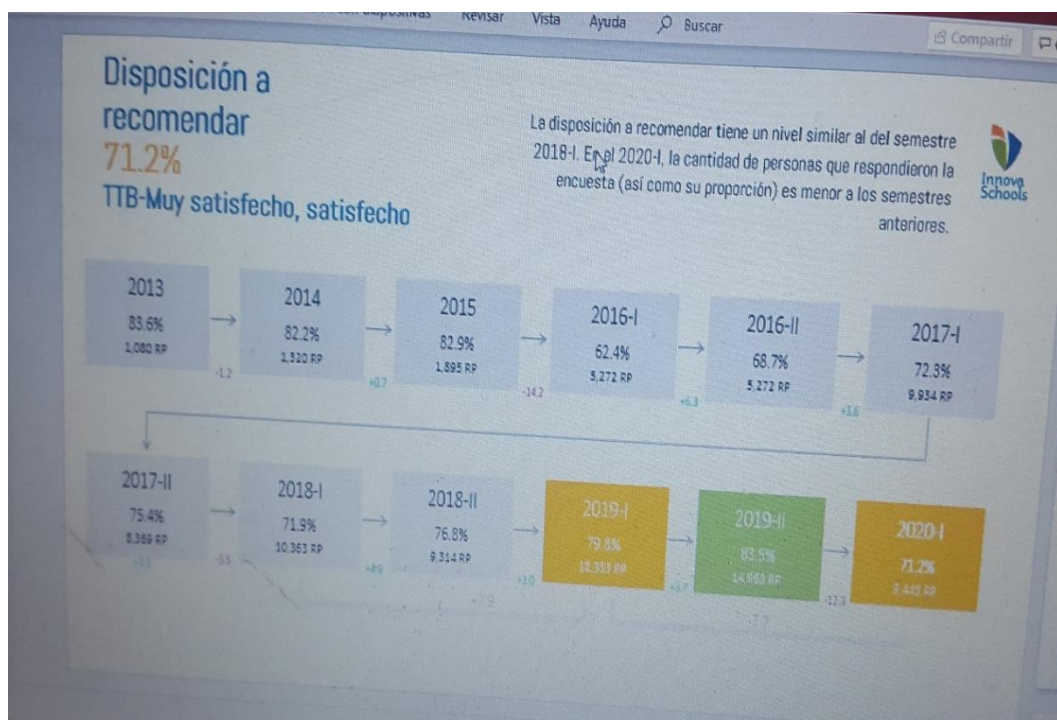 Revisar Vista Ayuda Buscar
Compartir
Disposición a
recomendar
71.2%
TTB-Muy satisfecho, satisfecho
La disposición a recomendar tiene un nivel similar al del semestre
2018-I. En el 2020-I, la cantidad de personas que respondieron la
encuesta (así como su proporción) es menor a los semestres
anteriores.
Innova
Schools
2013
83.6%
1,080 RP
-1.2
2014
82.2%
1,320 RP
+0.7
2015
82.9%
1,895 RP
-14.2
2016-I
62.4%
5,272 RP
+6.3
2016-II
68.7%
5,272 RP
+3.6
2017-I
72.3%
9,934 RP
2017-II
75.4%
8,369 RP
2018-I
71.9%
10,363 RP
2018-II
76.8%
9,314 RP
+3.0
2019-I
79.8%
2019-II
83.5%
14,963 RP
-12.3
2020-I
71.2%